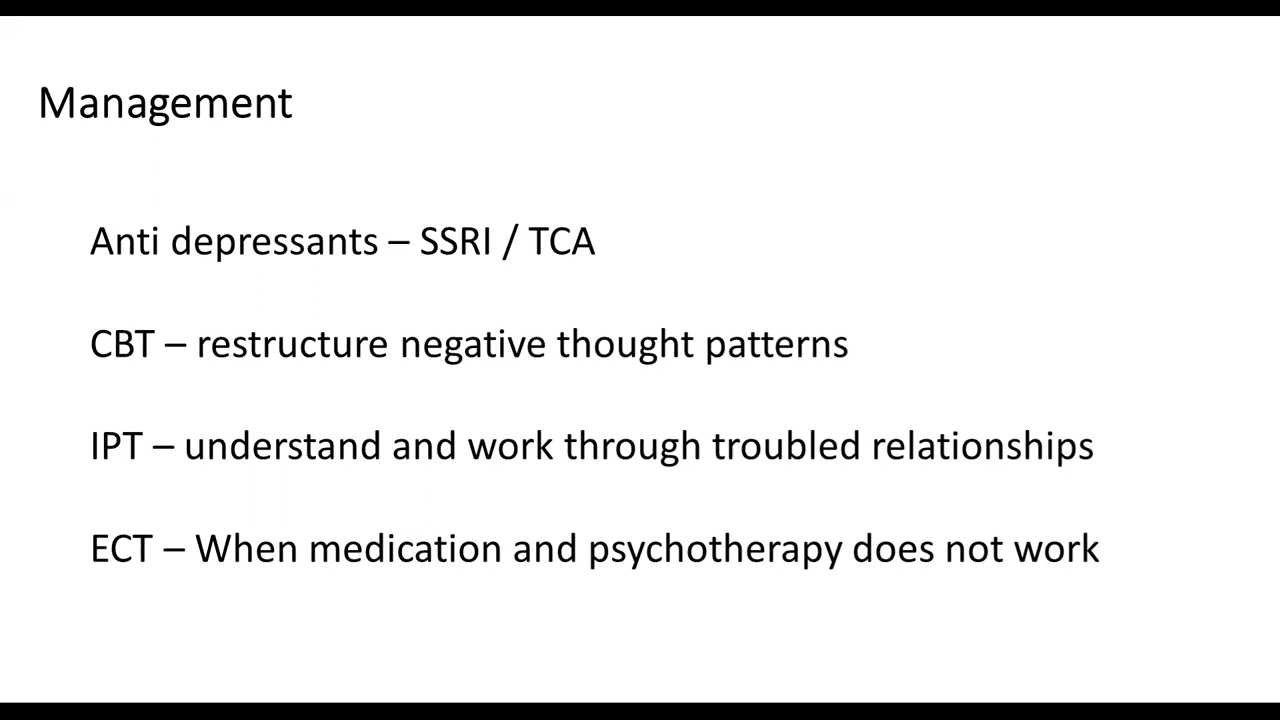 Management
Anti depressants – SSRI / TCA
CBT – restructure negative thought patterns
IPT – understand and work through troubled relationships
ECT – When medication and psychotherapy does not work